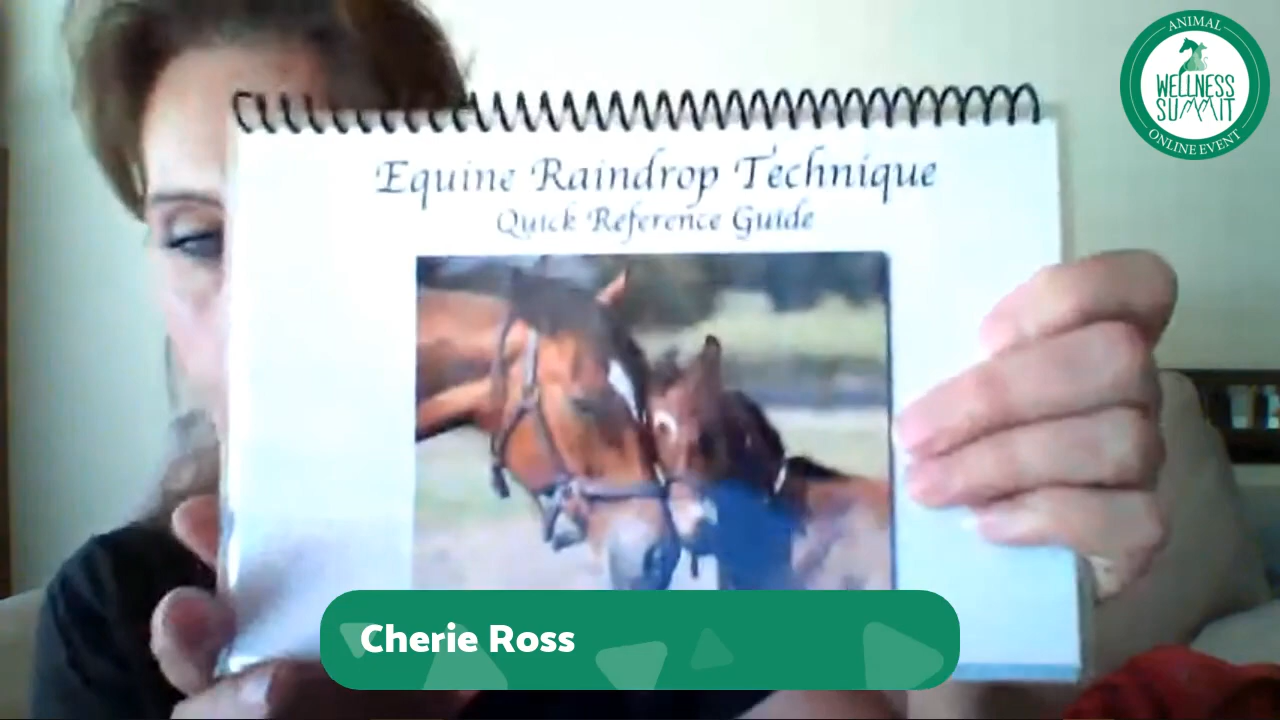 Equine Raindrop Technique
Quick Reference Guide
ANIMAL
WELLNESS
SUMMIT
ONLINE EVENT
Cherie Ross